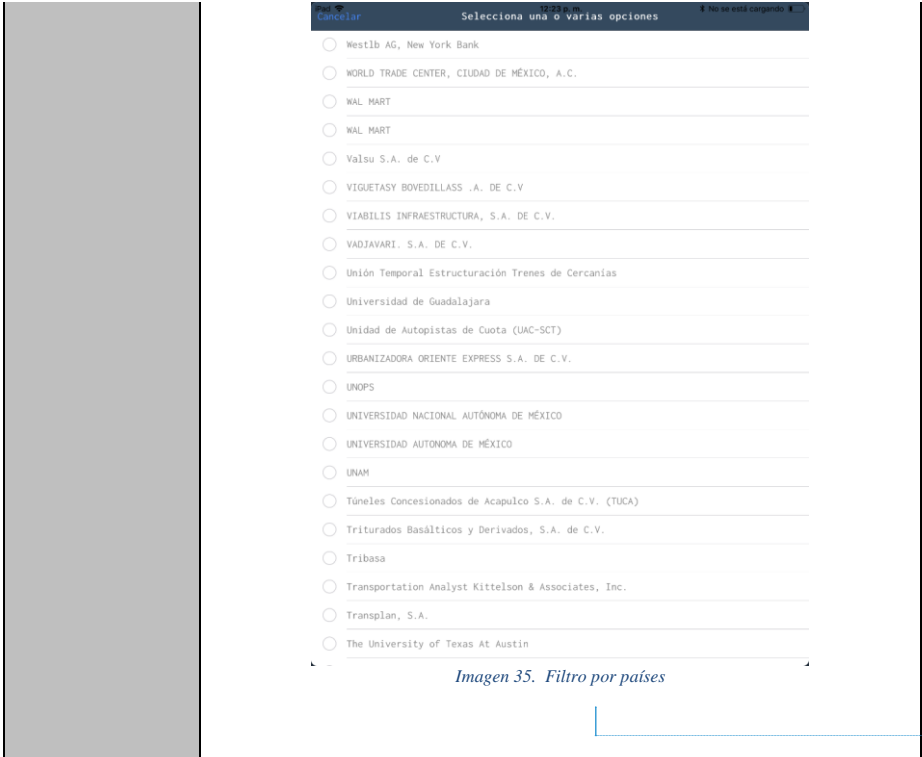 iPad 12:23 p. m. No se está cargando
Cancelar Selecciona una o varias opciones
Westlb AG, New York Bank
WORLD TRADE CENTER, CIUDAD DE MÉXICO, A.C.
WAL MART
WAL MART
Valsu S.A. de C.V
VIGUETASY BOVEDILLASS .A. DE C.V
VIABILIS INFRAESTRUCTURA, S.A. DE C.V.
VADJAVARI. S.A. DE C.V.
Unión Temporal Estructuración Trenes de Cercanías
Universidad de Guadalajara
Unidad de Autopistas de Cuota (UAC-SCT)
URBANIZADORA ORIENTE EXPRESS S.A. DE C.V.
UNOPS
UNIVERSIDAD NACIONAL AUTÓNOMA DE MÉXICO
UNIVERSIDAD AUTONOMA DE MÉXICO
UNAM
Túneles Concesionados de Acapulco S.A. de C.V. (TUCA)
Triturados Basálticos y Derivados, S.A. de C.V.
Tribasa
Transportation Analyst Kittelson & Associates, Inc.
Transplan, S.A.
The University of Texas At Austin
Imagen 35. Filtro por países